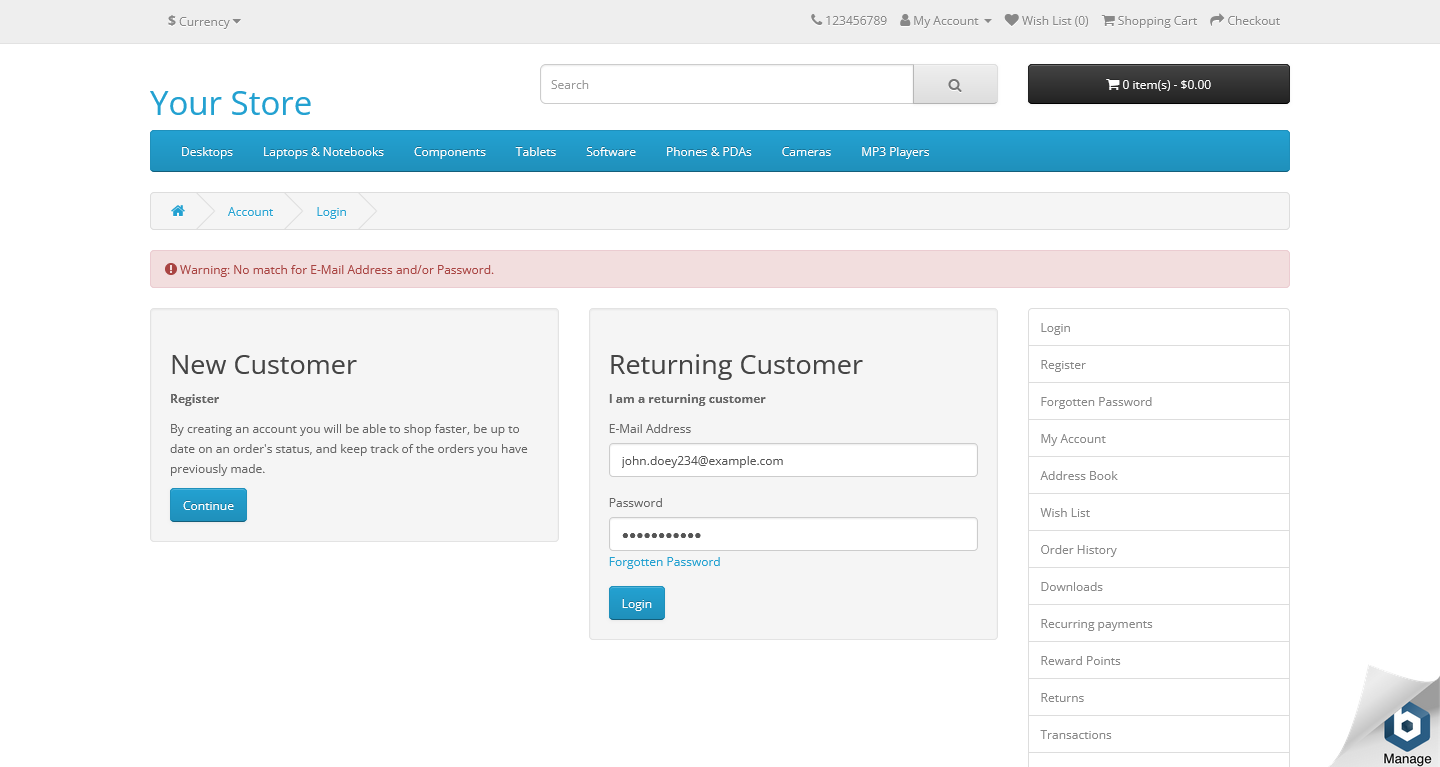 $ Currency
123456789 My Account Wish List (0) Shopping Cart Checkout
Your Store
Search
0 item(s) - $0.00
Desktops Laptops & Notebooks Components Tablets Software Phones & PDAs Cameras MP3 Players
Account Login
Warning: No match for E-Mail Address and/or Password.
New Customer
Register
By creating an account you will be able to shop faster, be up to
date on an order's status, and keep track of the orders you have
previously made.
Continue
Returning Customer
I am a returning customer
E-Mail Address
john.doey234@example.com
Password
•••••••••••
Forgotten Password
Login
Login
Register
Forgotten Password
My Account
Address Book
Wish List
Order History
Downloads
Recurring payments
Reward Points
Returns
Transactions
Manage